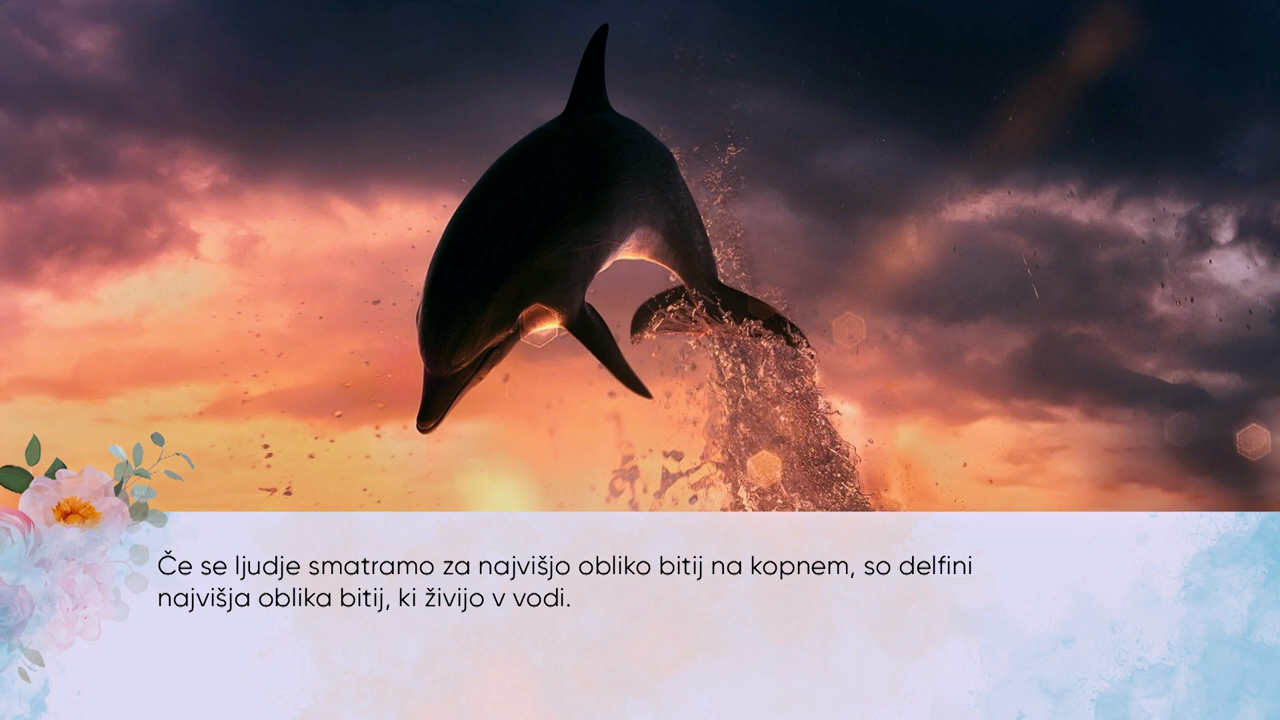 Če se ljudje smatramo za najvišjo obliko bitij na kopnem, so delfini
najvišja oblika bitij, ki živijo v vodi.